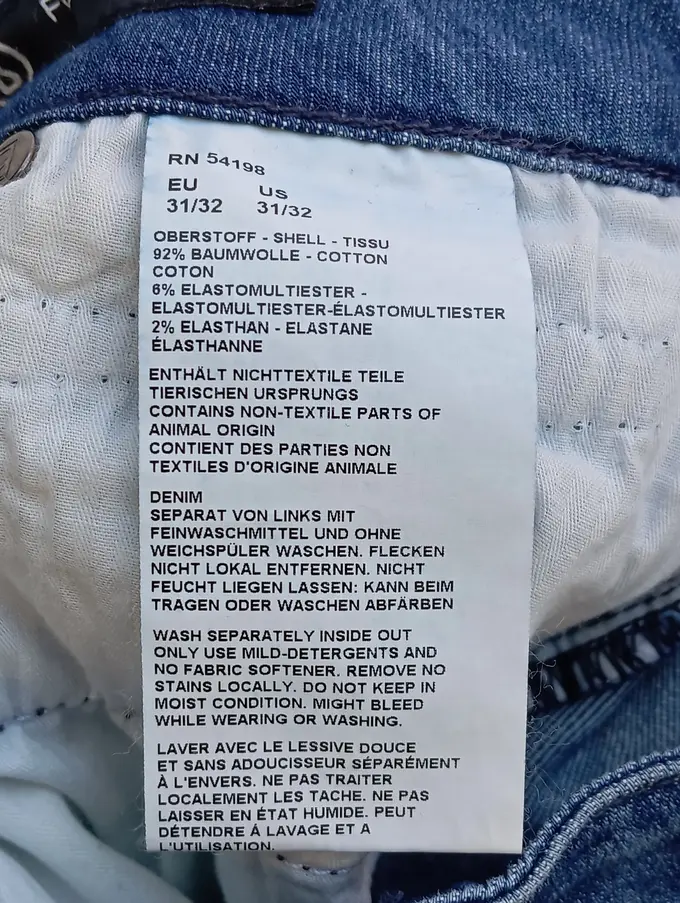 RN 54198
EU US
31/32 31/32
OBERSTOFF - SHELL - TISSU
92% BAUMWOLLE - COTTON
COTON
6% ELASTOMULTIESTER -
ELASTOMULTIESTER-ÉLASTOMULTIESTER
2% ELASTHAN - ELASTANE
ÉLASTHANNE
ENTHÄLT NICHTTEXTILE TEILE
TIERISCHEN URSPRUNGS
CONTAINS NON-TEXTILE PARTS OF
ANIMAL ORIGIN
CONTIENT DES PARTIES NON
TEXTILES D'ORIGINE ANIMALE
DENIM
SEPARAT VON LINKS MIT
FEINWASCHMITTEL UND OHNE
WEICHSPÜLER WASCHEN. FLECKEN
NICHT LOKAL ENTFERNEN. NICHT
FEUCHT LIEGEN LASSEN: KANN BEIM
TRAGEN ODER WASCHEN ABFÄRBEN
WASH SEPARATELY INSIDE OUT
ONLY USE MILD-DETERGENTS AND
NO FABRIC SOFTENER. REMOVE NO
STAINS LOCALLY. DO NOT KEEP IN
MOIST CONDITION. MIGHT BLEED
WHILE WEARING OR WASHING.
LAVER AVEC LE LESSIVE DOUCE
ET SANS ADOUCISSEUR SÉPARÉMENT
À L'ENVERS. NE PAS TRAITER
LOCALEMENT LES TACHE. NE PAS
LAISSER EN ÉTAT HUMIDE. PEUT
DÉTENDRE Á LAVAGE ET A
L'UTILISATION.